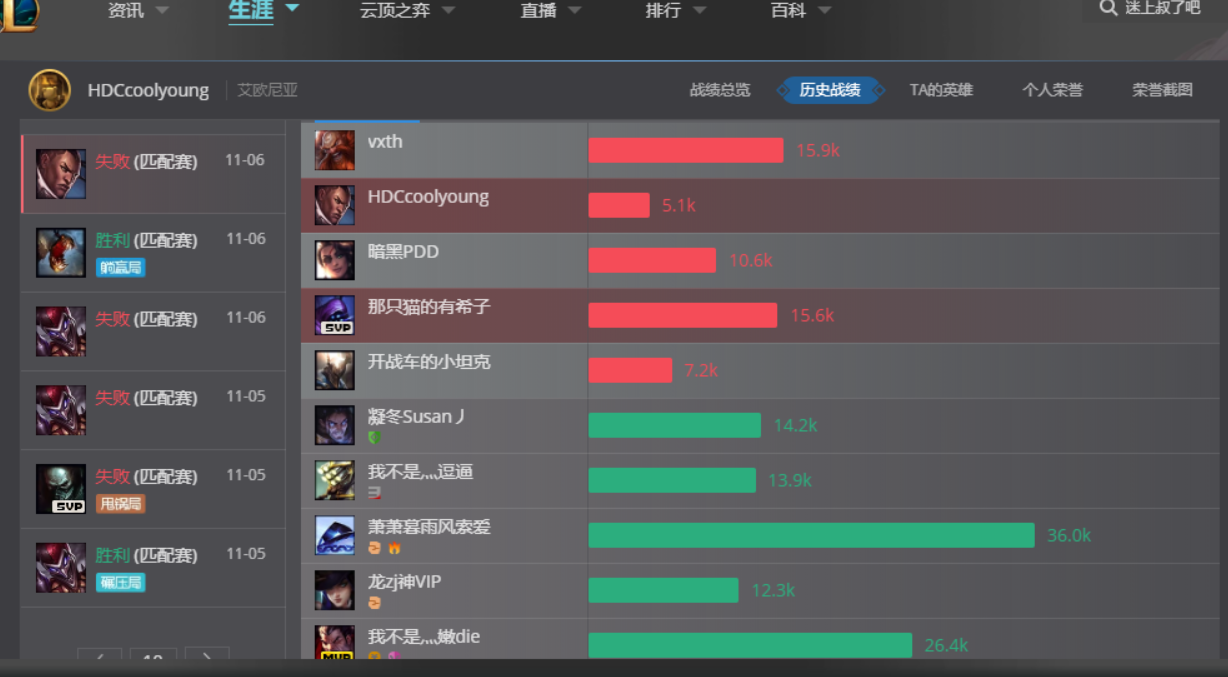 资讯 生涯 云顶之弈 直播 排行 百科 迷上叔了吧
HDCcoolyoung 艾欧尼亚 战绩总览 历史战绩 TA的英雄 个人荣誉 荣誉截图
失败 (匹配赛) 11-06
胜利 (匹配赛) 11-06
躺赢局
失败 (匹配赛) 11-06
失败 (匹配赛) 11-05
失败 (匹配赛) 11-05
SVP 甩锅局
胜利 (匹配赛) 11-05
碾压局
10
vxth 15.9k
HDCcoolyoung 5.1k
暗黑PDD 10.6k
那只猫的有希子 15.6k
SVP
开战车的小坦克 7.2k
凝冬Susan丿 14.2k
我不是灬逗逼 13.9k
萧萧暮雨风索爱 36.0k
龙zj神VIP 12.3k
我不是灬嫩die 26.4k
MVP